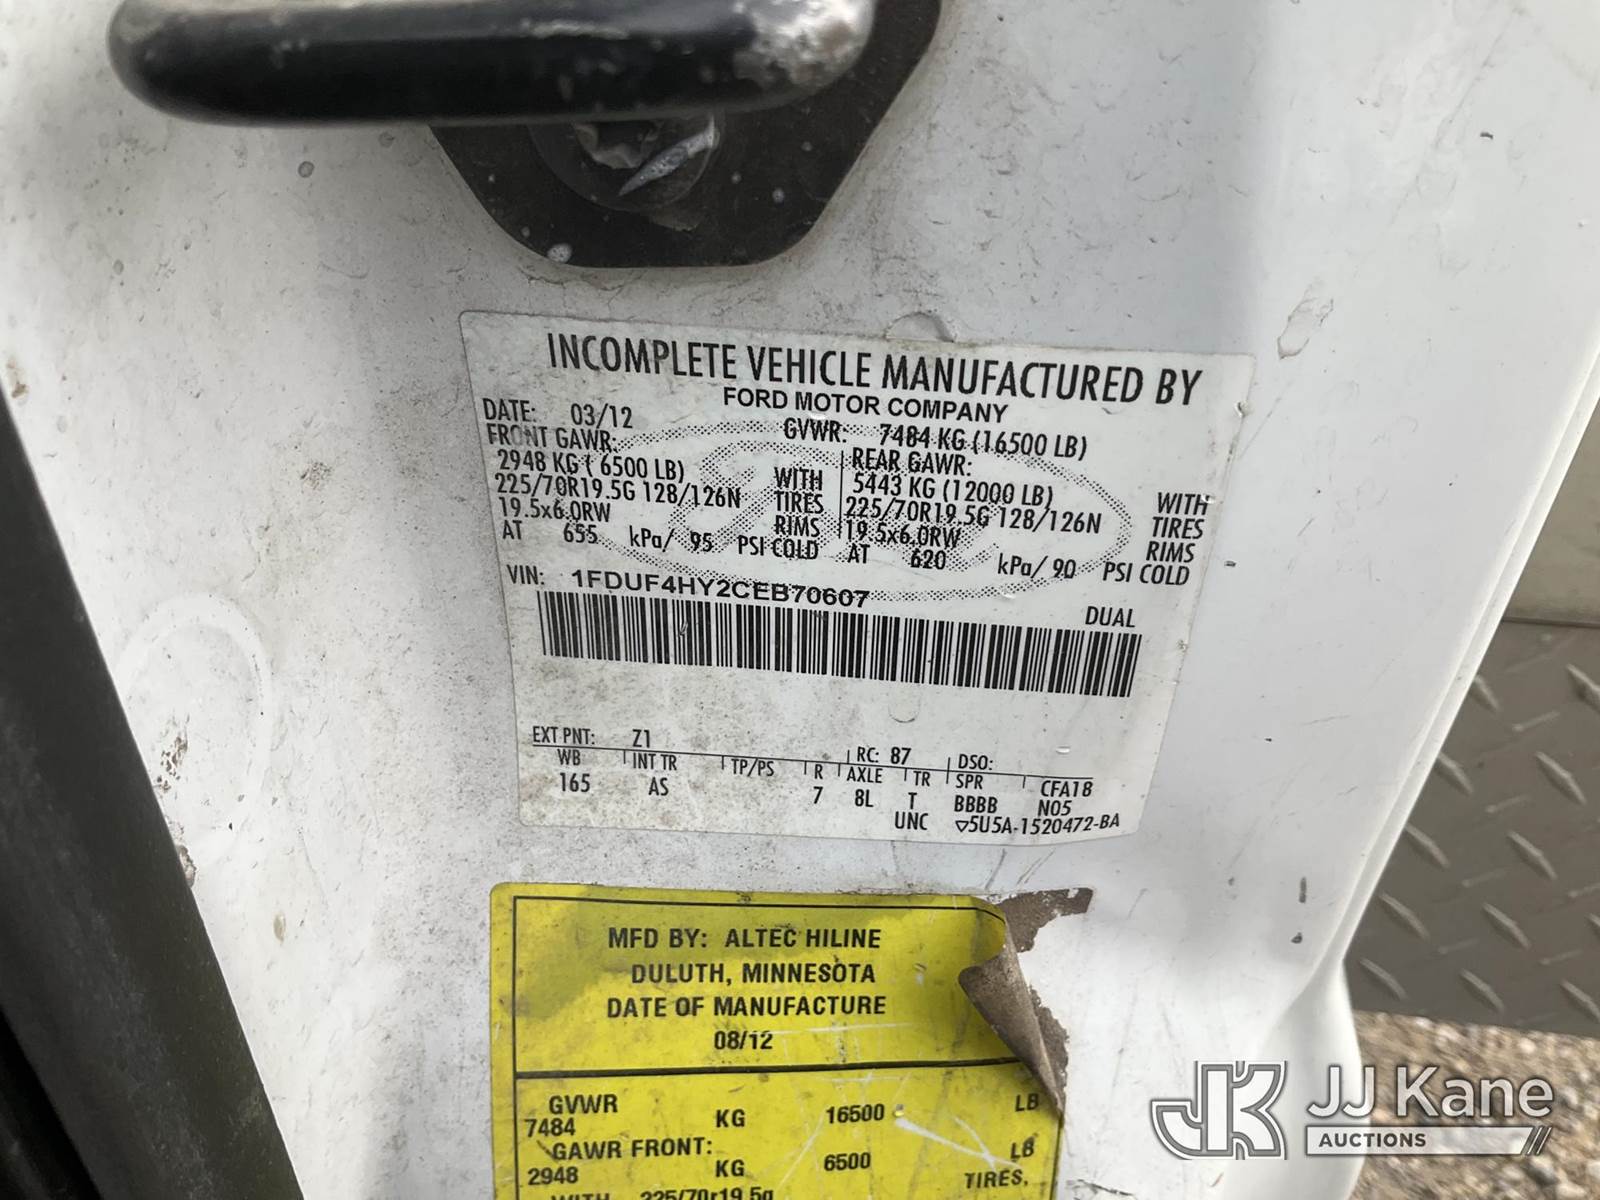 INCOMPLETE VEHICLE MANUFACTURED BY
FORD MOTOR COMPANY
DATE: 03/12 GVWR: 7484 KG (16500 LB)
FRONT GAWR: REAR GAWR:
2948 KG ( 6500 LB) WITH 5443 KG (12000 LB) WITH
225/70R19.5G 128/126N TIRES 225/70R19.5G 128/126N TIRES
19.5x6.0RW RIMS 19.5x6.0RW RIMS
AT 655 kPa/ 95 PSI COLD AT 620 kPa/ 90 PSI COLD
VIN: 1FDUF4HY2CEB70607
DUAL
EXT PNT: Z1 RC: 87 DSO:
WB INT TR TP/PS R AXLE TR SPR CFA18
165 AS 7 8L T BBBB N05
UNC ▽5U5A-1520472-BA
MFD BY: ALTEC HILINE
DULUTH, MINNESOTA
DATE OF MANUFACTURE
08/12
GVWR
7484 KG 16500 LB
GAWR FRONT:
2948 KG 6500 LB
WITH 225/70r19.5g TIRES,
JK JJ Kane
AUCTIONS